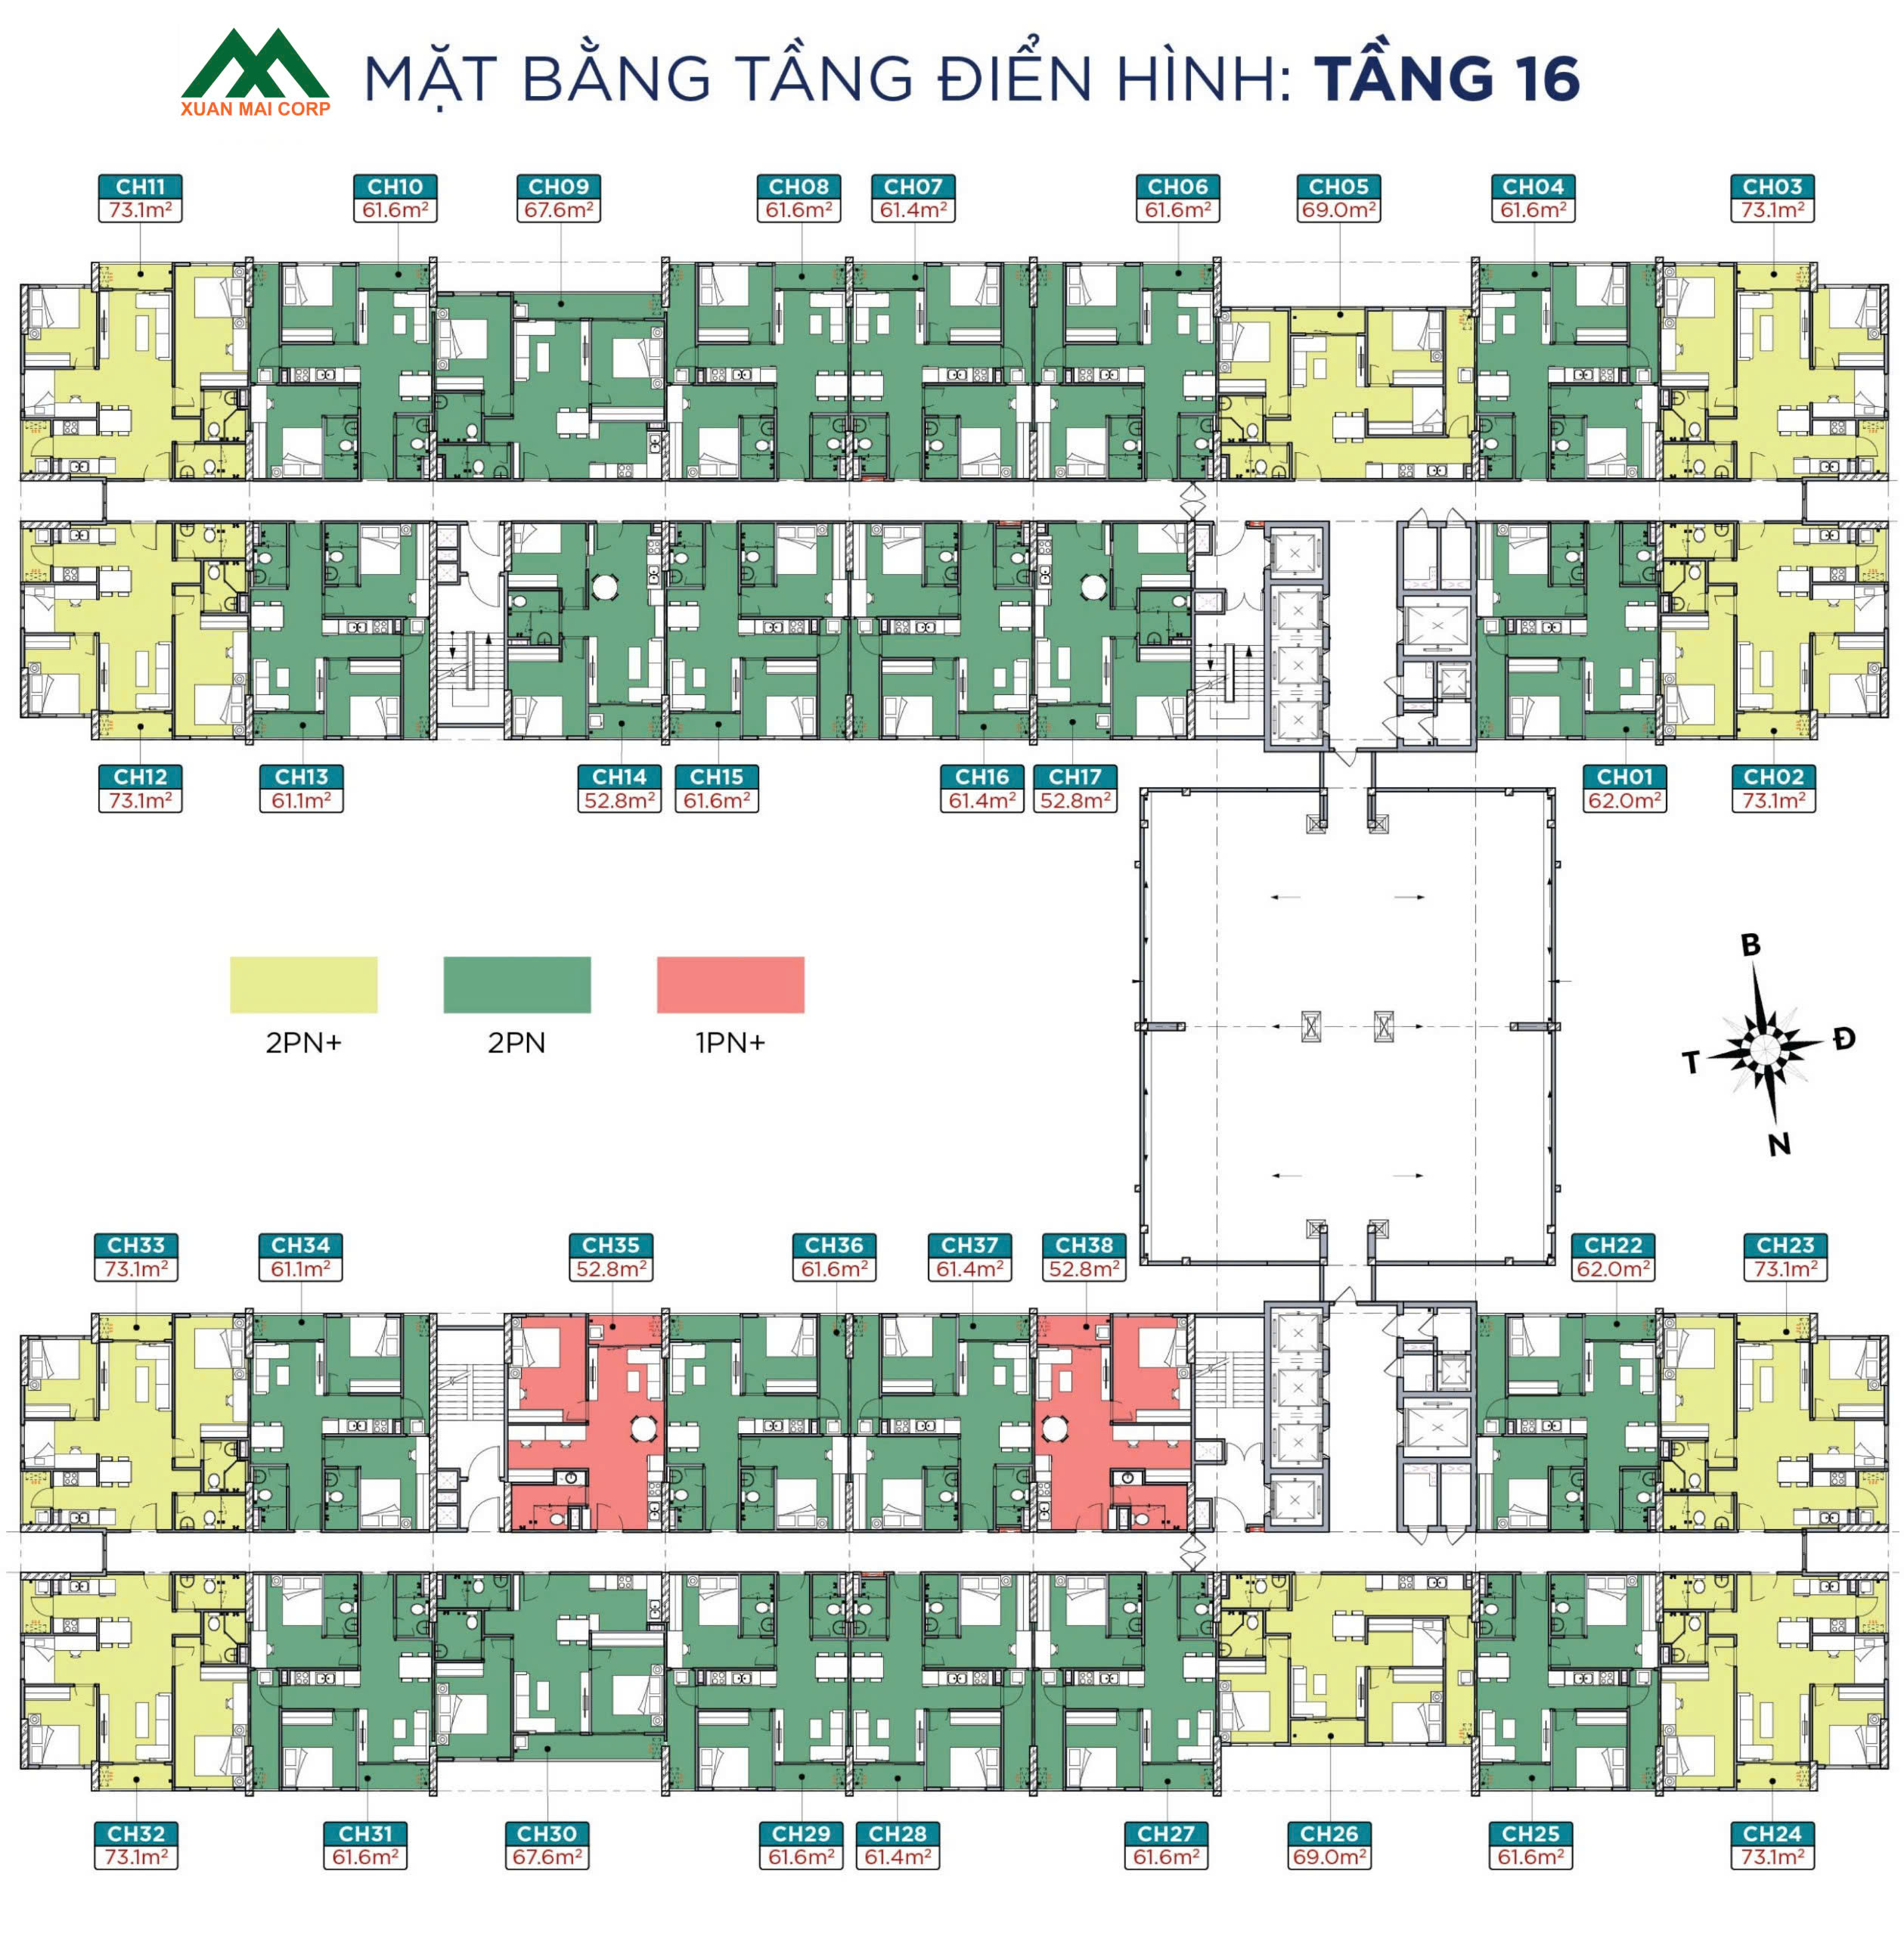 XUAN MAI CORP
MẶT BẰNG TẦNG ĐIỂN HÌNH: TẦNG 16
CH11
73.1m²
CH10
61.6m²
CH09
67.6m²
CH08
61.6m²
CH07
61.4m²
CH06
61.6m²
CH05
69.0m²
CH04
61.6m²
CH03
73.1m²
CH12
73.1m²
CH13
61.1m²
CH14
52.8m²
CH15
61.6m²
CH16
61.4m²
CH17
52.8m²
CH01
62.0m²
CH02
73.1m²
2PN+
2PN
1PN+
B
Đ
T
N
CH33
73.1m²
CH34
61.1m²
CH35
52.8m²
CH36
61.6m²
CH37
61.4m²
CH38
52.8m²
CH22
62.0m²
CH23
73.1m²
CH32
73.1m²
CH31
61.6m²
CH30
67.6m²
CH29
61.6m²
CH28
61.4m²
CH27
61.6m²
CH26
69.0m²
CH25
61.6m²
CH24
73.1m²